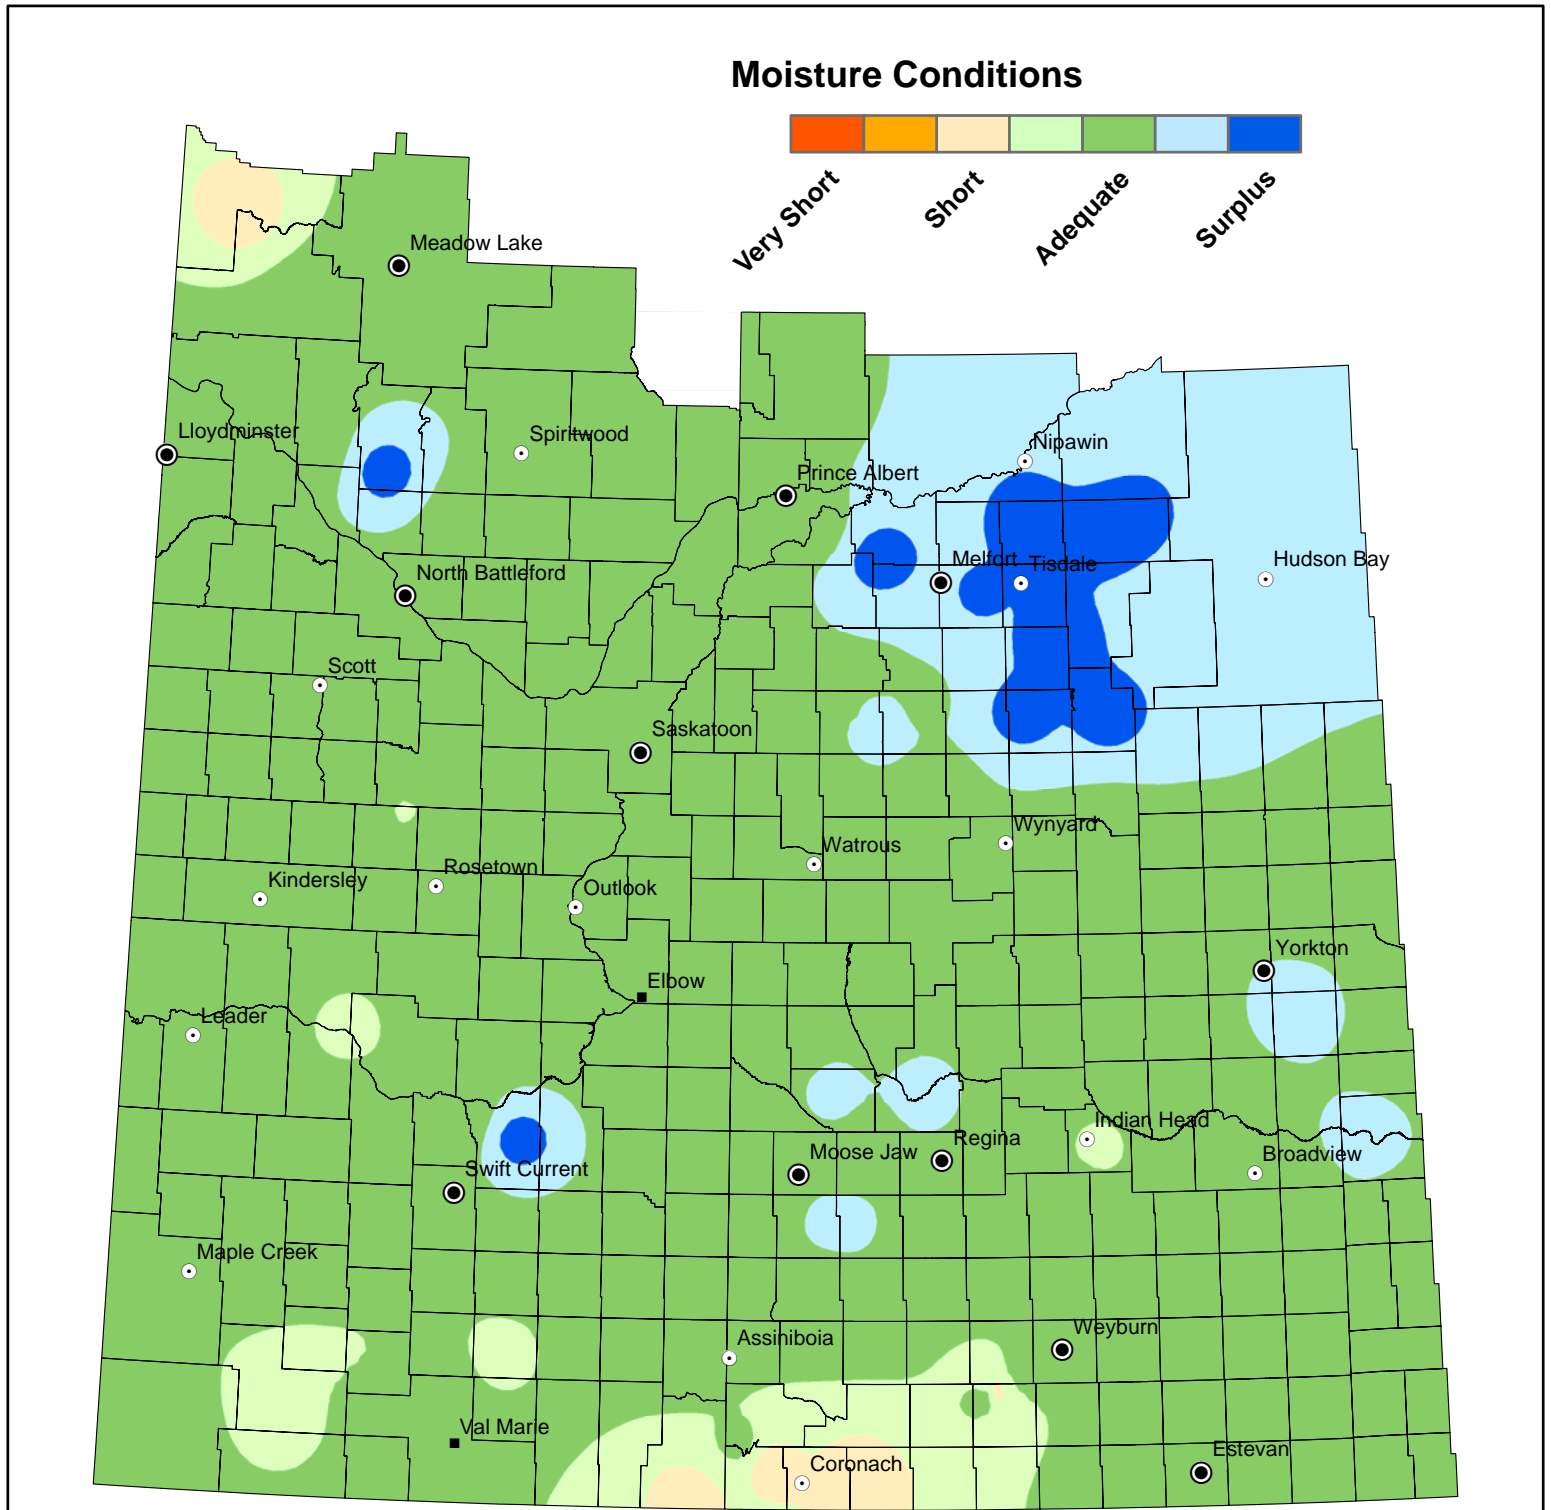 Moisture Conditions
Very Short
Short
Adequate
Surplus
Meadow Lake
Lloydminster
Spiritwood
Nipawin
Prince Albert
North Battleford
Melfort
Tisdale
Hudson Bay
Scott
Saskatoon
Watrous
Wynyard
Kindersley
Rosetown
Outlook
Yorkton
Elbow
Leader
Indian Head
Swift Current
Moose Jaw
Regina
Broadview
Maple Creek
Assiniboia
Weyburn
Val Marie
Coronach
Estevan